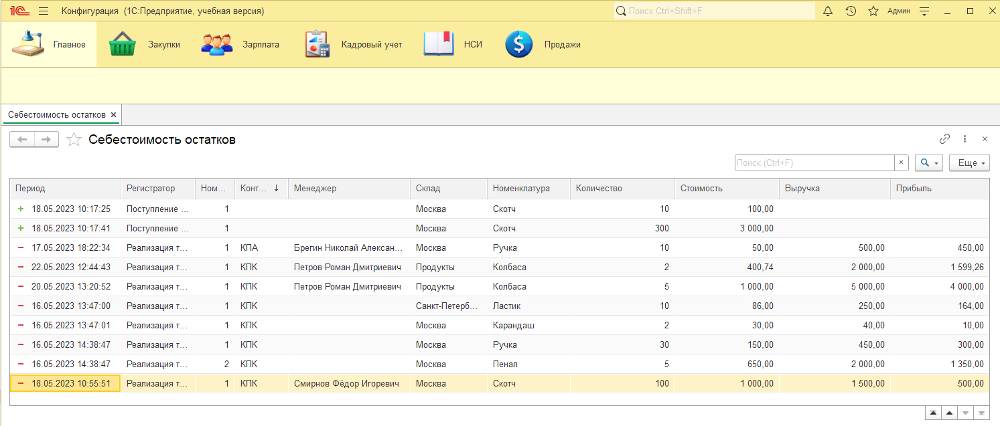 1С Конфигурация (1С:Предприятие, учебная версия) Поиск Ctrl+Shift+F Админ
Главное Закупки Зарплата Кадровый учет НСИ Продажи
Себестоимость остатков ×
Себестоимость остатков
Поиск (Ctrl+F) × Еще
Период Регистратор Ном... Конт... ↓ Менеджер Склад Номенклатура Количество Стоимость Выручка Прибыль
+ 18.05.2023 10:17:25 Поступление ... 1 Москва Скотч 10 100,00
+ 18.05.2023 10:17:41 Поступление ... 1 Москва Скотч 300 3 000,00
− 17.05.2023 18:22:34 Реализация т... 1 КПА Брегин Николай Алексан... Москва Ручка 10 50,00 500,00 450,00
− 22.05.2023 12:44:43 Реализация т... 1 КПК Петров Роман Дмитриевич Продукты Колбаса 2 400,74 2 000,00 1 599,26
− 20.05.2023 13:20:52 Реализация т... 1 КПК Петров Роман Дмитриевич Продукты Колбаса 5 1 000,00 5 000,00 4 000,00
− 16.05.2023 13:47:00 Реализация т... 1 КПК Санкт-Петерб... Ластик 10 86,00 250,00 164,00
− 16.05.2023 13:47:01 Реализация т... 1 КПК Москва Карандаш 2 30,00 40,00 10,00
− 16.05.2023 14:38:47 Реализация т... 1 КПК Москва Ручка 30 150,00 450,00 300,00
− 16.05.2023 14:38:47 Реализация т... 2 КПК Москва Пенал 5 650,00 2 000,00 1 350,00
− 18.05.2023 10:55:51 Реализация т... 1 КПК Смирнов Фёдор Игоревич Москва Скотч 100 1 000,00 1 500,00 500,00